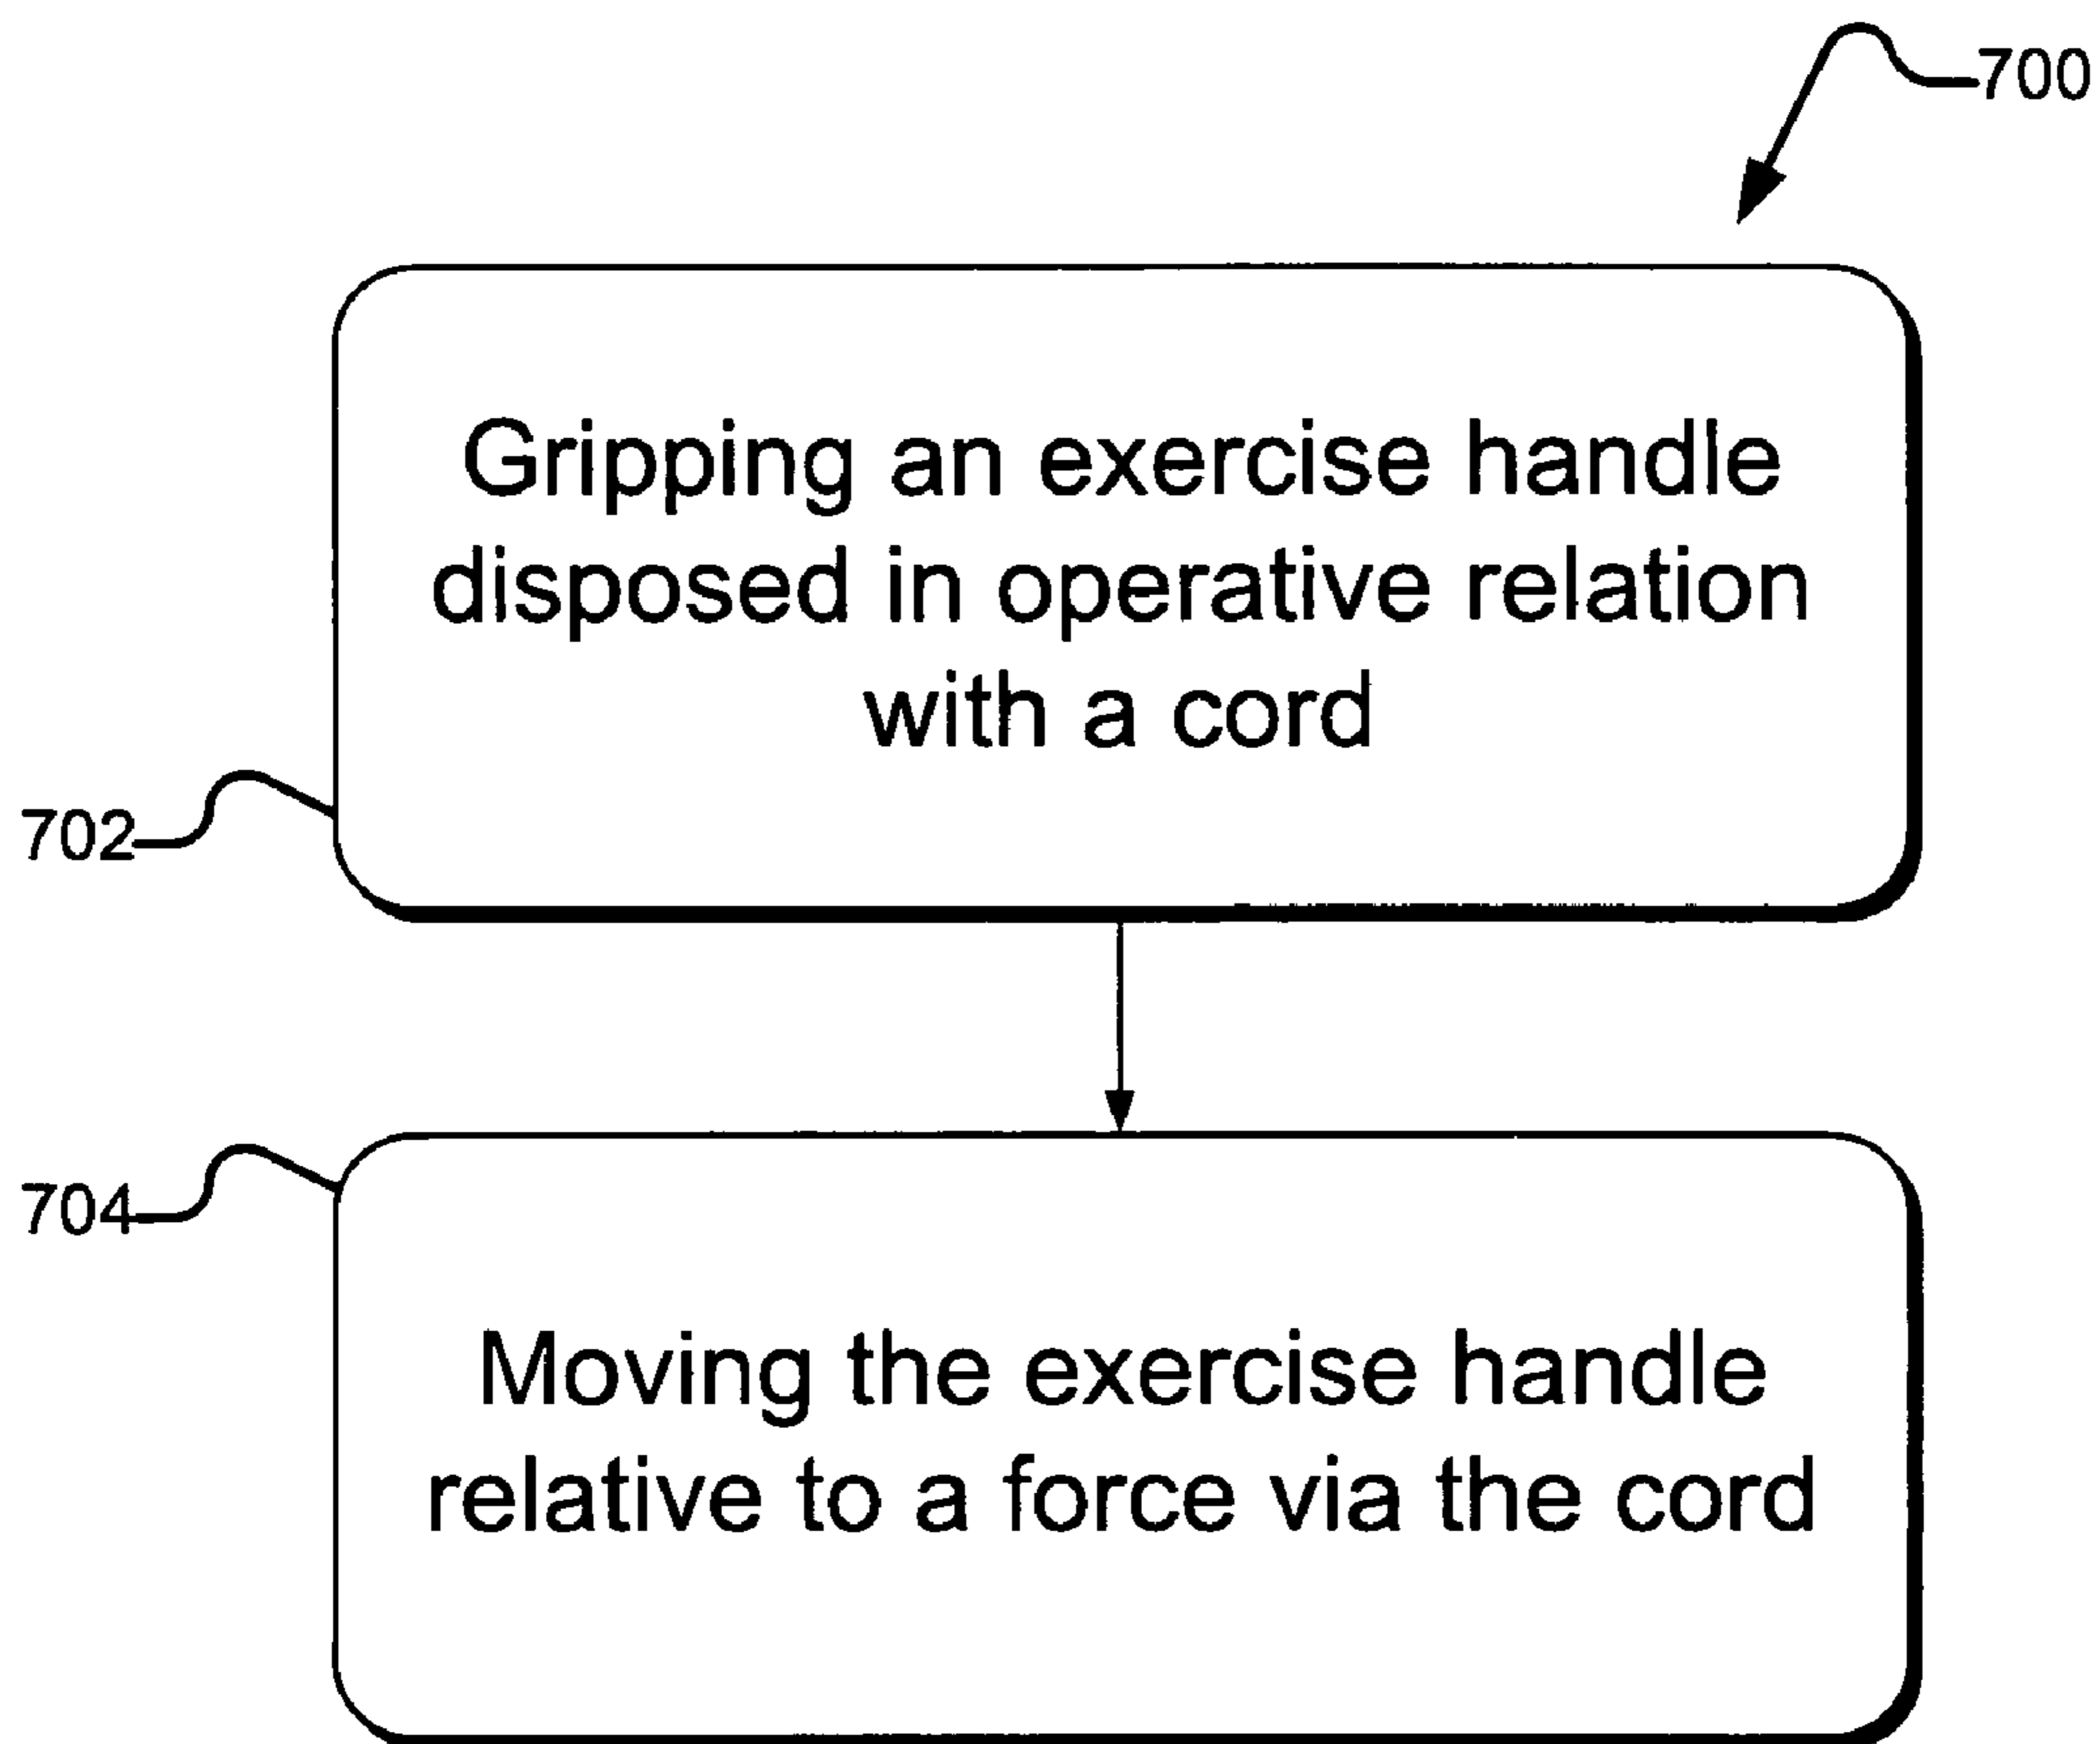 700
Gripping an exercise handle
disposed in operative relation
with a cord
702
704
Moving the exercise handle
relative to a force via the cord